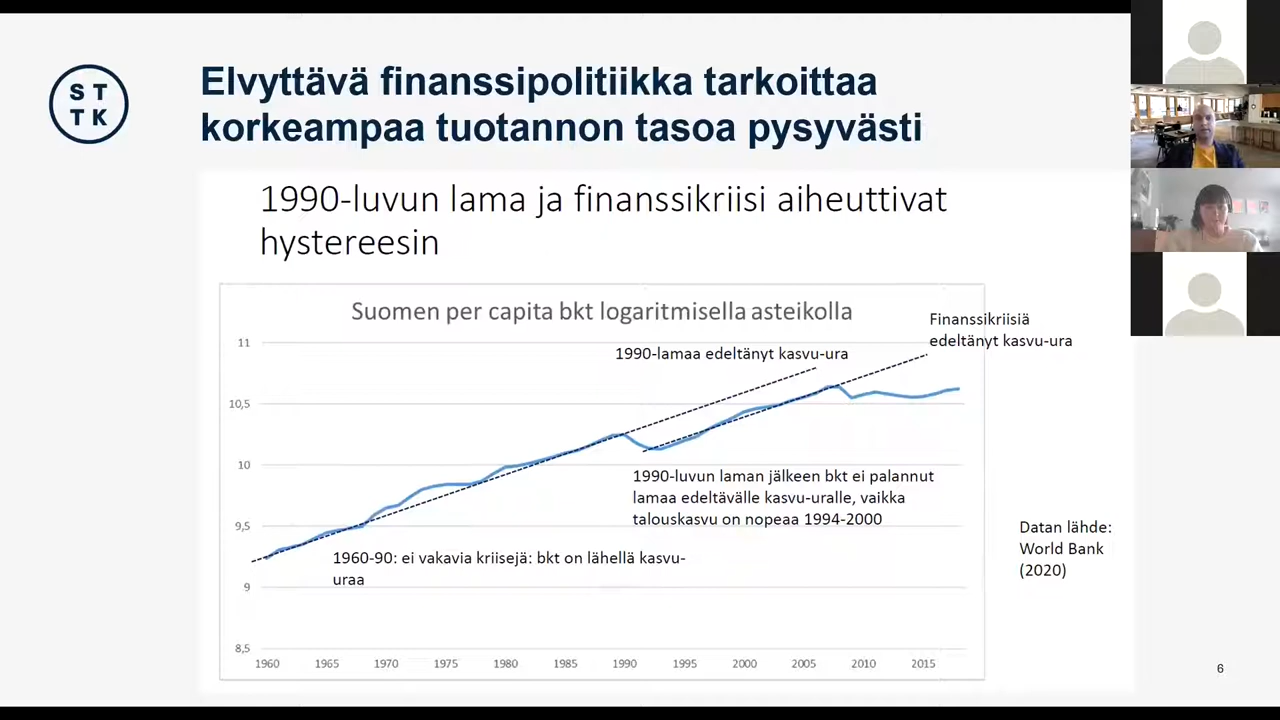 S T
T K
Elvyttävä finanssipolitiikka tarkoittaa
korkeampaa tuotannon tasoa pysyvästi
1990-luvun lama ja finanssikriisi aiheuttivat
hystereesin
Suomen per capita bkt logaritmisella asteikolla
Finanssikriisiä
edeltänyt kasvu-ura
1990-lamaa edeltänyt kasvu-ura
11
10,5
10
9,5
9
8,5
1990-luvun laman jälkeen bkt ei palannut
lamaa edeltävälle kasvu-uralle, vaikka
talouskasvu on nopeaa 1994-2000
1960-90: ei vakavia kriisejä: bkt on lähellä kasvu-
uraa
Datan lähde:
World Bank
(2020)
1960 1965 1970 1975 1980 1985 1990 1995 2000 2005 2010 2015
6